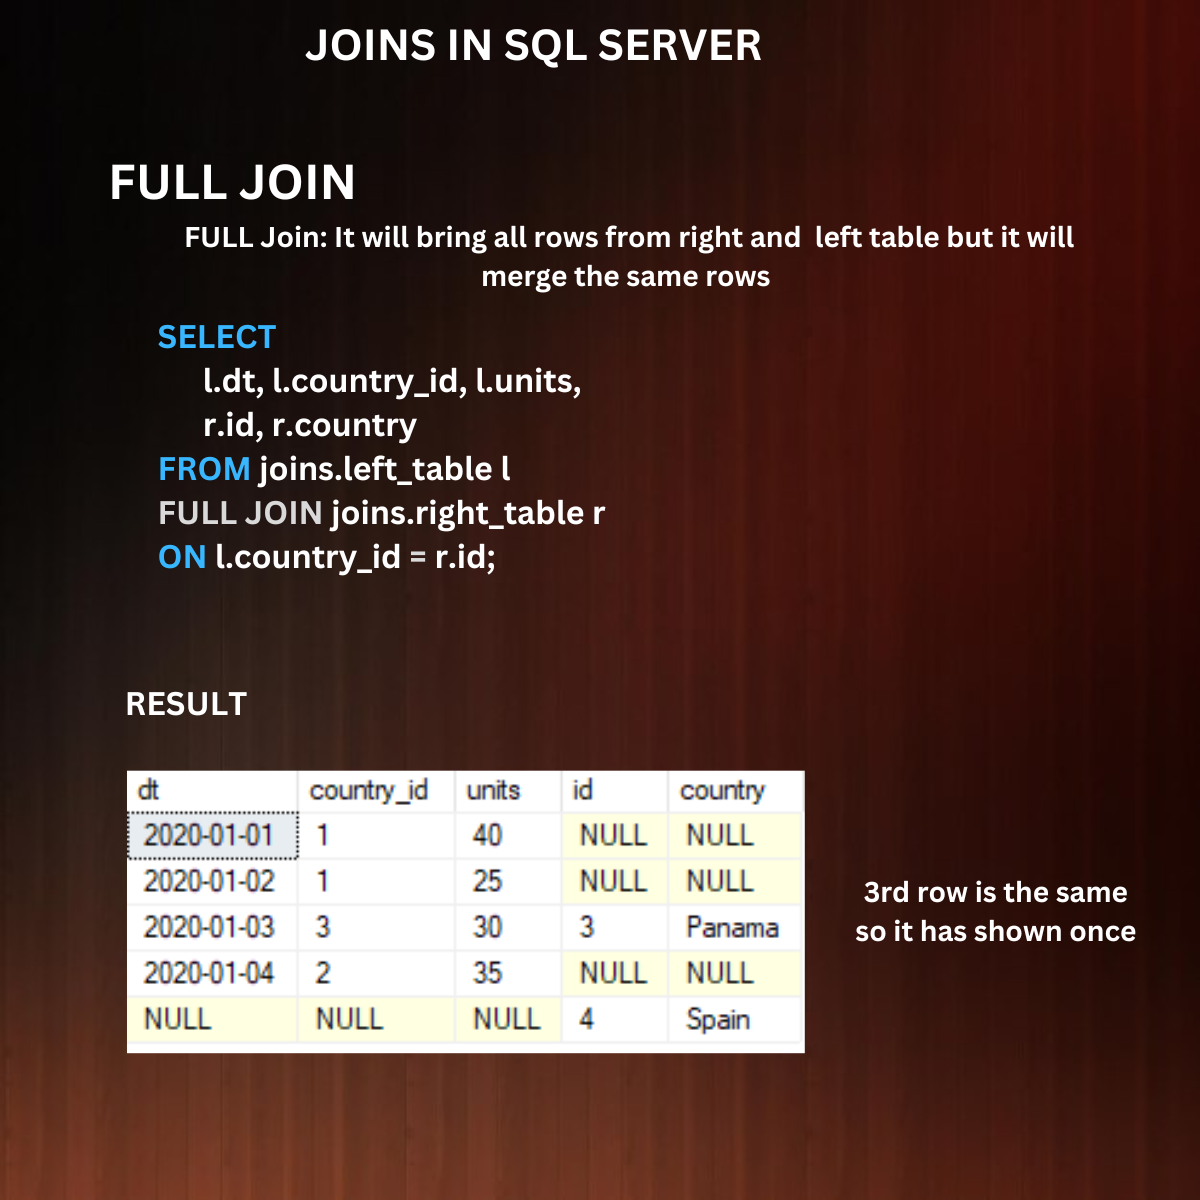 JOINS IN SQL SERVER
FULL JOIN
FULL Join: It will bring all rows from right and  left table but it will
merge the same rows
SELECT
l.dt, l.country_id, l.units,
r.id, r.country
FROM joins.left_table l
FULL JOIN joins.right_table r
ON l.country_id = r.id;
RESULT
dt country_id units id country
2020-01-01 1 40 NULL NULL
2020-01-02 1 25 NULL NULL
2020-01-03 3 30 3 Panama
2020-01-04 2 35 NULL NULL
NULL NULL NULL 4 Spain
3rd row is the same
so it has shown once